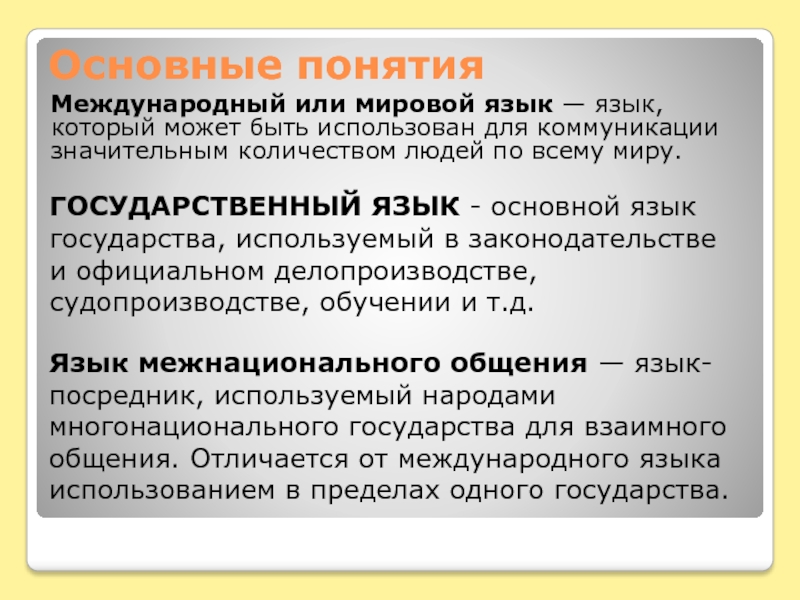 Основные понятия
Международный или мировой язык — язык,
который может быть использован для коммуникации
значительным количеством людей по всему миру.
ГОСУДАРСТВЕННЫЙ ЯЗЫК - основной язык
государства, используемый в законодательстве
и официальном делопроизводстве,
судопроизводстве, обучении и т.д.
Язык межнационального общения — язык-
посредник, используемый народами
многонационального государства для взаимного
общения. Отличается от международного языка
использованием в пределах одного государства.